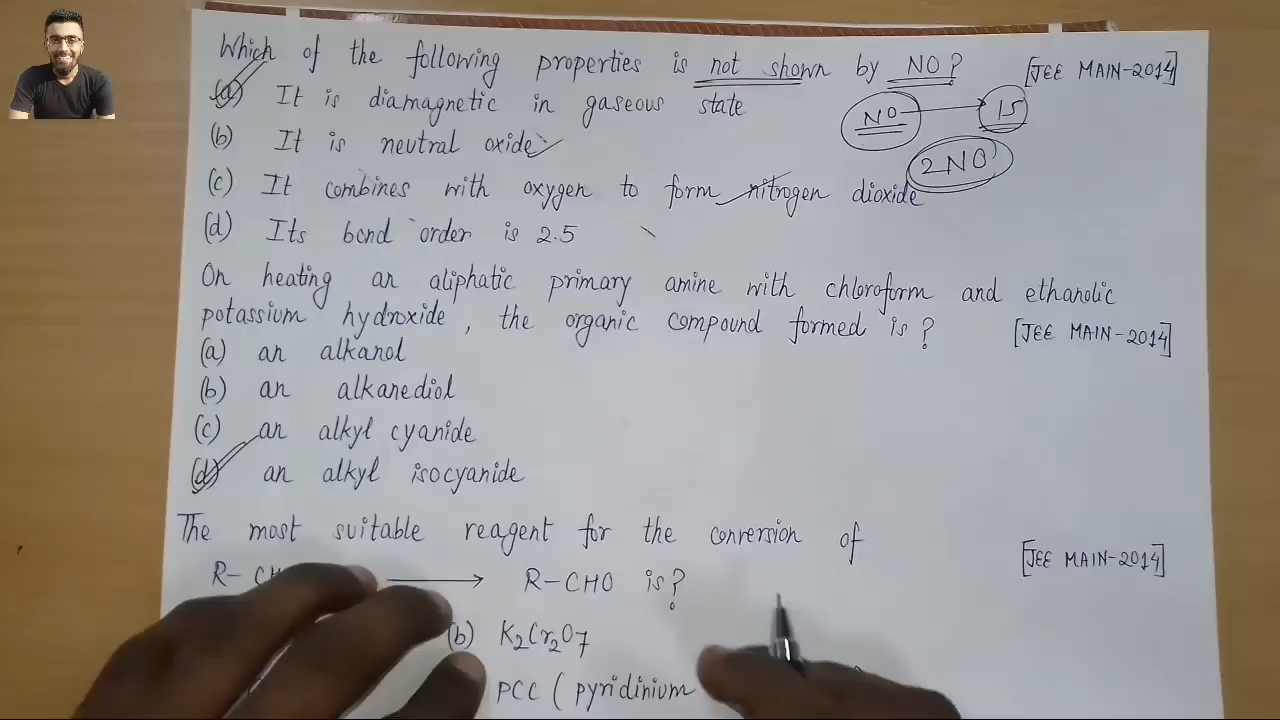 Which of the following properties is not shown by NO? [JEE MAIN-2014]
(a) It is diamagnetic in gaseous state
NO 15
(b) It is neutral oxide
2NO
(c) It combines with oxygen to form nitrogen dioxide
(d) Its bond order is 2.5
On heating an aliphatic primary amine with chloroform and ethanolic
potassium hydroxide, the organic compound formed is? [JEE MAIN-2014]
(a) an alkanol
(b) an alkanediol
(c) an alkyl cyanide
(d) an alkyl isocyanide
The most suitable reagent for the conversion of
[JEE MAIN-2014]
R- CH → R-CHO is?
(b) K2Cr2O7
PCC (pyridinium